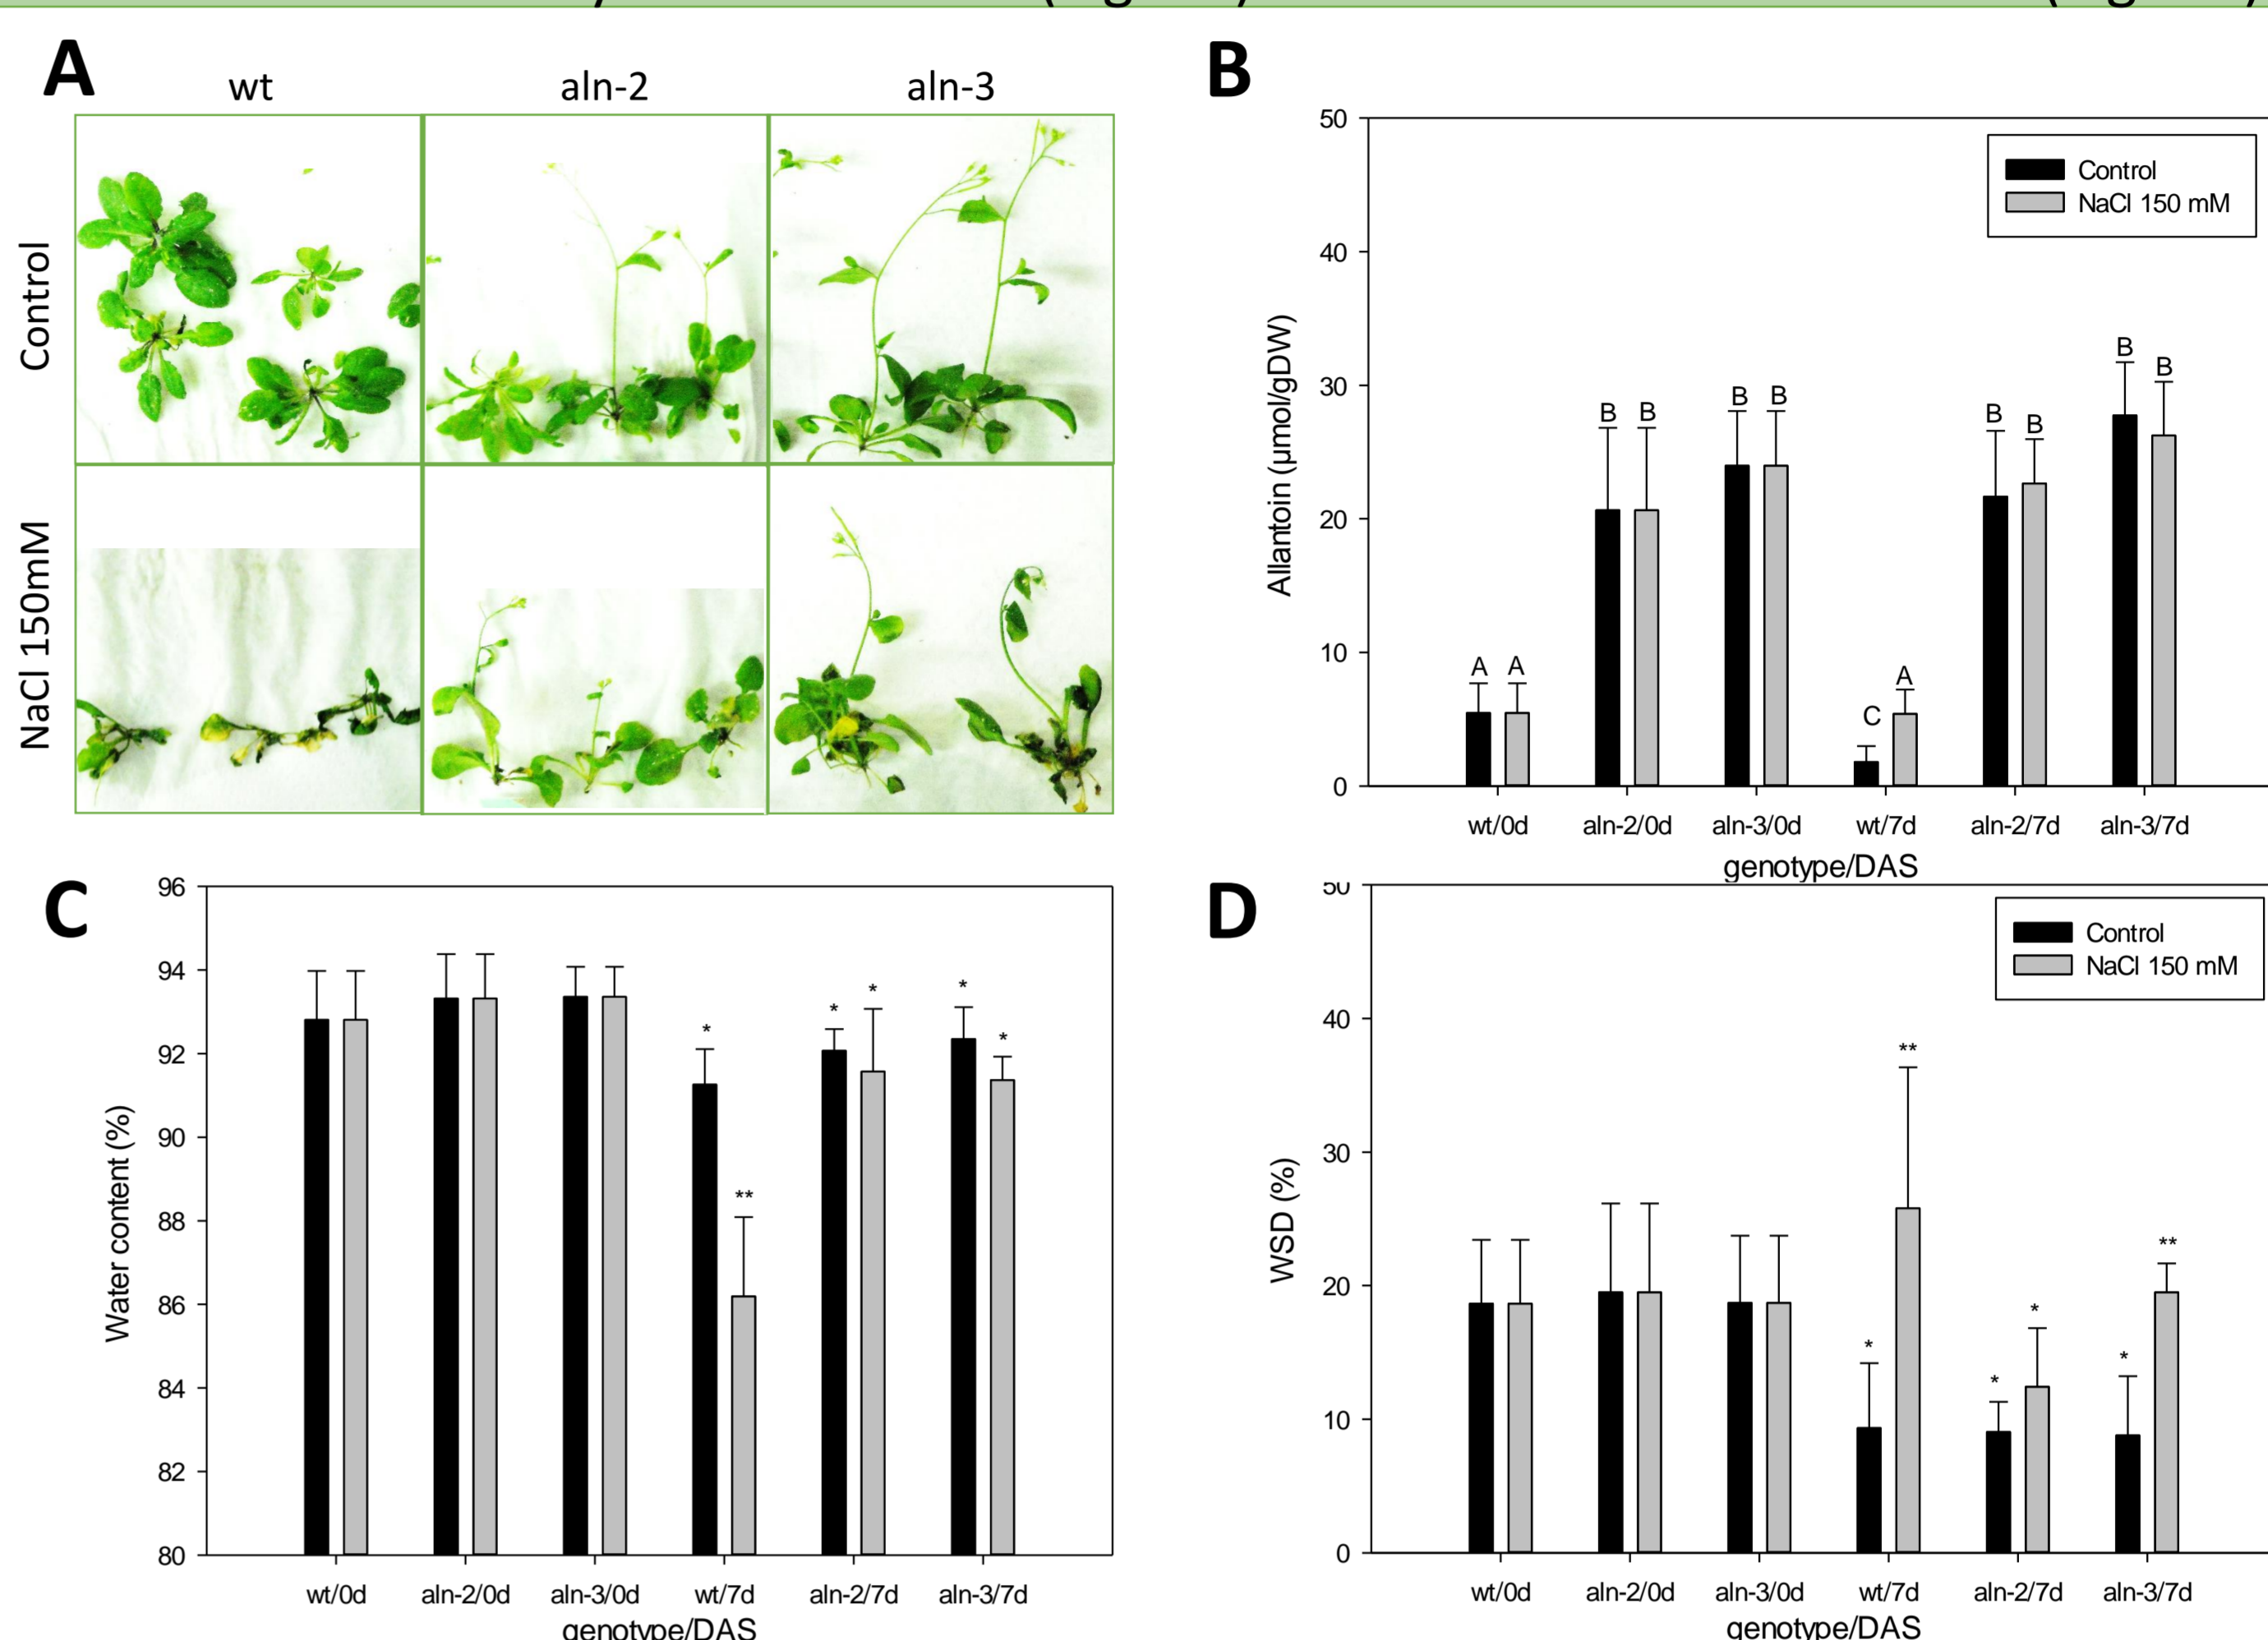 A
wt aln-2 aln-3
Control
NaCl 150mM
B
50
40
30
20
10
0
Allantoin (µmol/gDW)
Control
NaCl 150 mM
A A B B B B C A B B B B
wt/0d aln-2/0d aln-3/0d wt/7d aln-2/7d aln-3/7d
genotype/DAS
C
96
94
92
90
88
86
84
82
80
Water content (%)
* ** * * * *
wt/0d aln-2/0d aln-3/0d wt/7d aln-2/7d aln-3/7d
genotype/DAS
D
50
40
30
20
10
0
WSD (%)
Control
NaCl 150 mM
* ** * * * **
wt/0d aln-2/0d aln-3/0d wt/7d aln-2/7d aln-3/7d
genotype/DAS